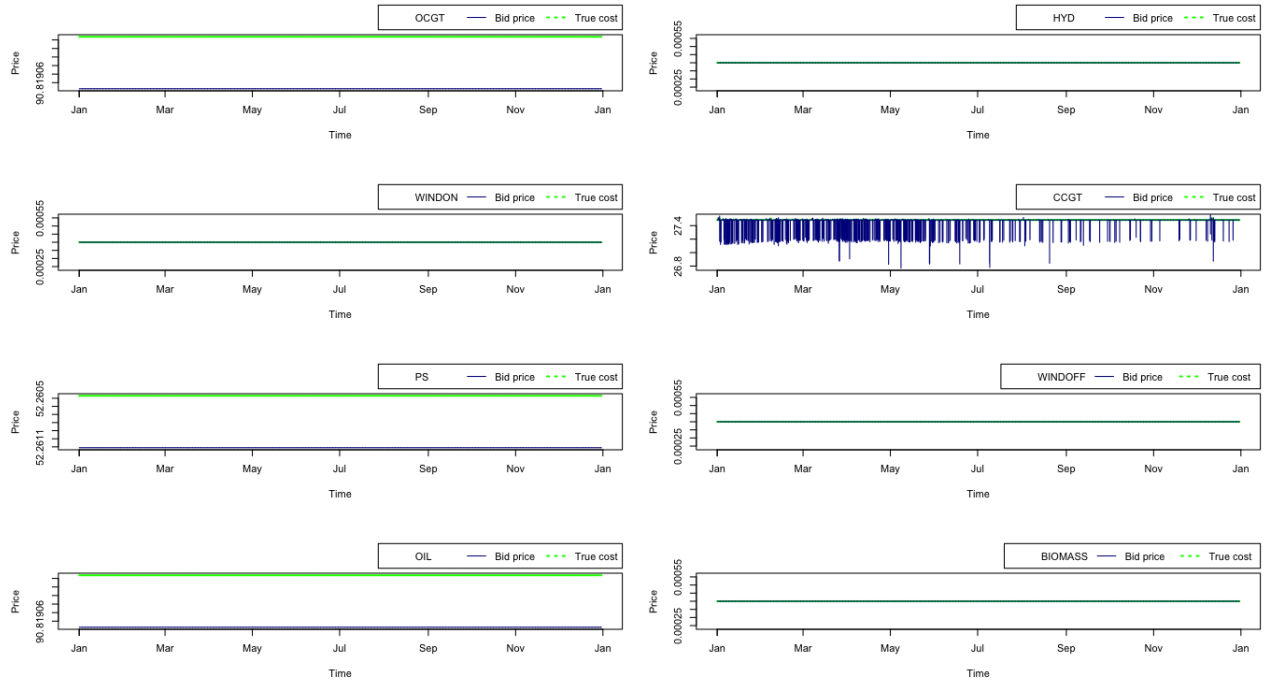 OCGT Bid price True cost
Price
90.81906
Jan Mar May Jul Sep Nov Jan
Time
HYD Bid price True cost
Price
0.00055
0.00025
Jan Mar May Jul Sep Nov Jan
Time
WINDON Bid price True cost
Price
0.00055
0.00025
Jan Mar May Jul Sep Nov Jan
Time
CCGT Bid price True cost
Price
27.4
26.8
Jan Mar May Jul Sep Nov Jan
Time
PS Bid price True cost
Price
52.2605
52.2611
Jan Mar May Jul Sep Nov Jan
Time
WINDOFF Bid price True cost
Price
0.00055
0.00025
Jan Mar May Jul Sep Nov Jan
Time
OIL Bid price True cost
Price
90.81906
Jan Mar May Jul Sep Nov Jan
Time
BIOMASS Bid price True cost
Price
0.00055
0.00025
Jan Mar May Jul Sep Nov Jan
Time